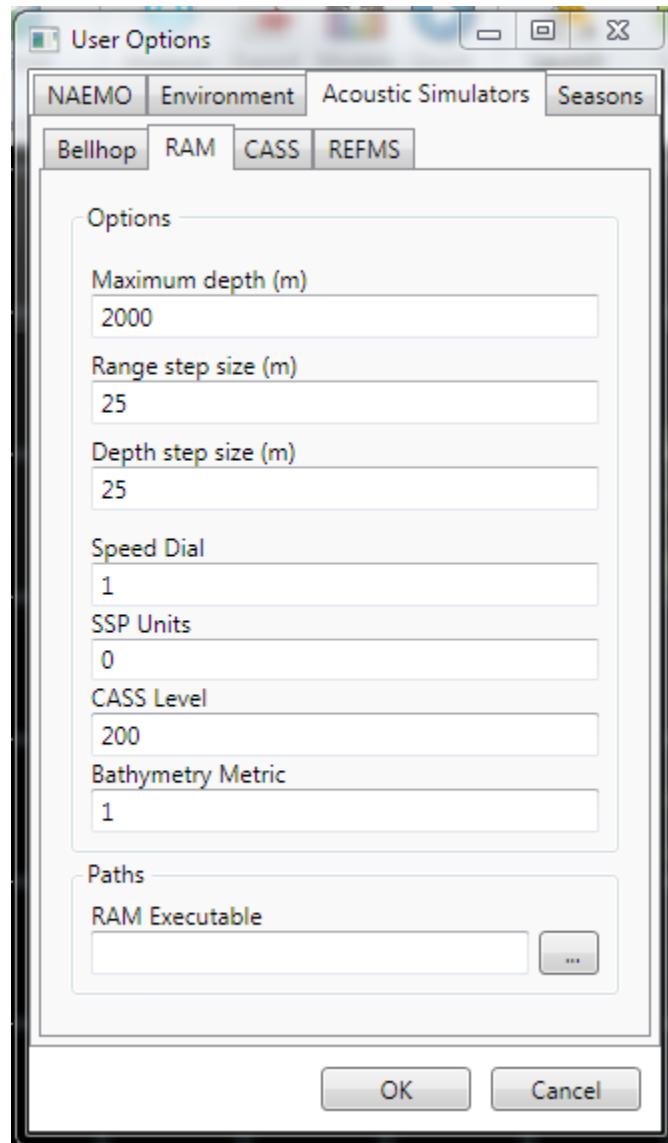 User Options
NAEMO Environment Acoustic Simulators Seasons
Bellhop RAM CASS REFMS
Options
Maximum depth (m)
2000
Range step size (m)
25
Depth step size (m)
25
Speed Dial
1
SSP Units
0
CASS Level
200
Bathymetry Metric
1
Paths
RAM Executable
...
OK Cancel